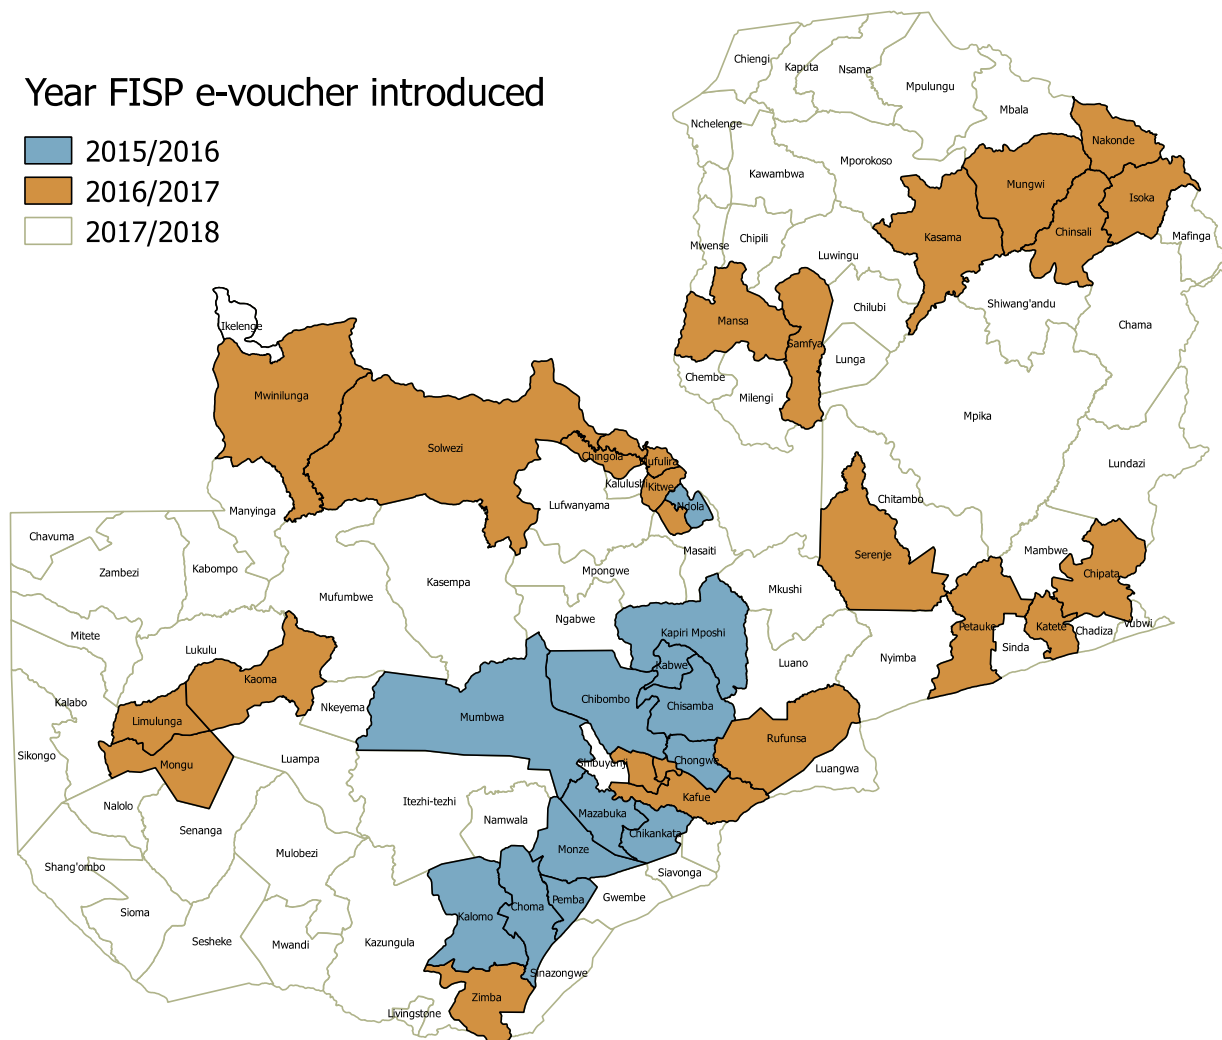 Year FISP e-voucher introduced
2015/2016
2016/2017
2017/2018
Chiengi
Kaputa
Nsama
Mpulungu
Mbala
Nchelenge
Nakonde
Kawambwa
Mporokoso
Mungwi
Isoka
Mwense
Chipili
Luwingu
Kasama
Chinsali
Mafinga
Ikelenge
Mansa
Samfya
Chilubi
Shiwang'andu
Chama
Chembe
Milengi
Lunga
Mwinilunga
Mpika
Solwezi
Chingola
Mufulira
Lundazi
Kalulushi
Kitwe
Manyinga
Lufwanyama
Ndola
Chitambo
Chavuma
Zambezi
Kabompo
Kasempa
Masaiti
Serenje
Mambwe
Mufumbwe
Mpongwe
Mkushi
Chipata
Mitete
Ngabwe
Kapiri Mposhi
Petauke
Katete
Chadiza
Vubwi
Lukulu
Kaoma
Kabwe
Luano
Nyimba
Sinda
Kalabo
Nkeyema
Mumbwa
Chibombo
Chisamba
Limulunga
Rufunsa
Sikongo
Mongu
Luampa
Shibuyunji
Chongwe
Luangwa
Nalolo
Itezhi-tezhi
Kafue
Senanga
Namwala
Mazabuka
Chikankata
Mulobezi
Monze
Shang'ombo
Siavonga
Sioma
Kalomo
Choma
Pemba
Gwembe
Sesheke
Mwandi
Kazungula
Sinazongwe
Zimba
Livingstone